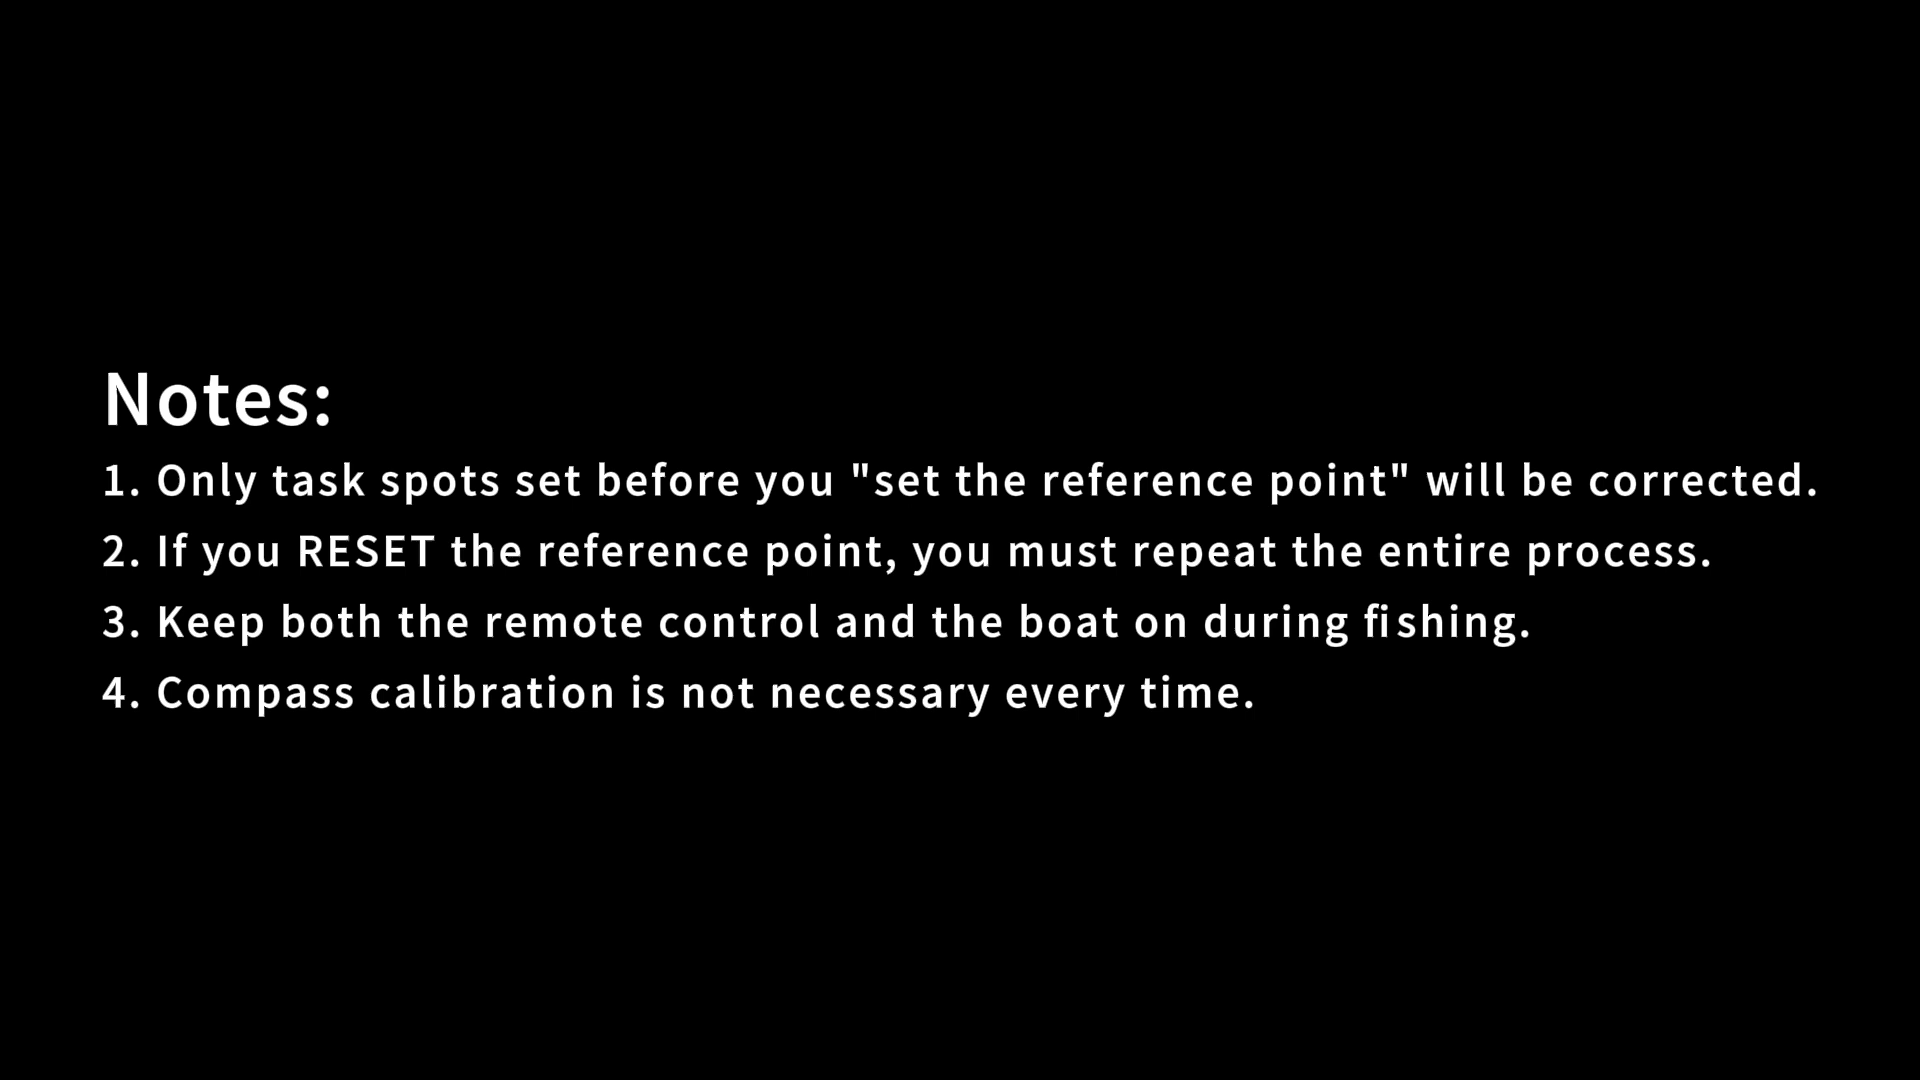 Notes:
1. Only task spots set before you "set the reference point" will be corrected.
2. If you RESET the reference point, you must repeat the entire process.
3. Keep both the remote control and the boat on during fishing.
4. Compass calibration is not necessary every time.